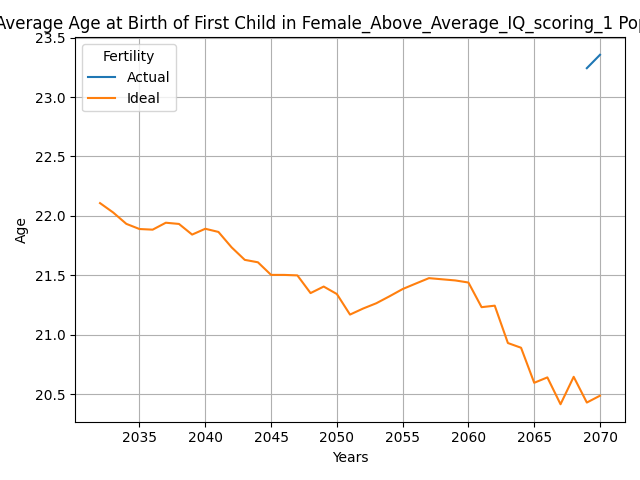 Average Age at Birth of First Child in Female_Above_Average_IQ_scoring_1 Pop
Fertility
Actual
Ideal
23.5
23.0
22.5
22.0
21.5
21.0
20.5
Age
2035 2040 2045 2050 2055 2060 2065 2070
Years